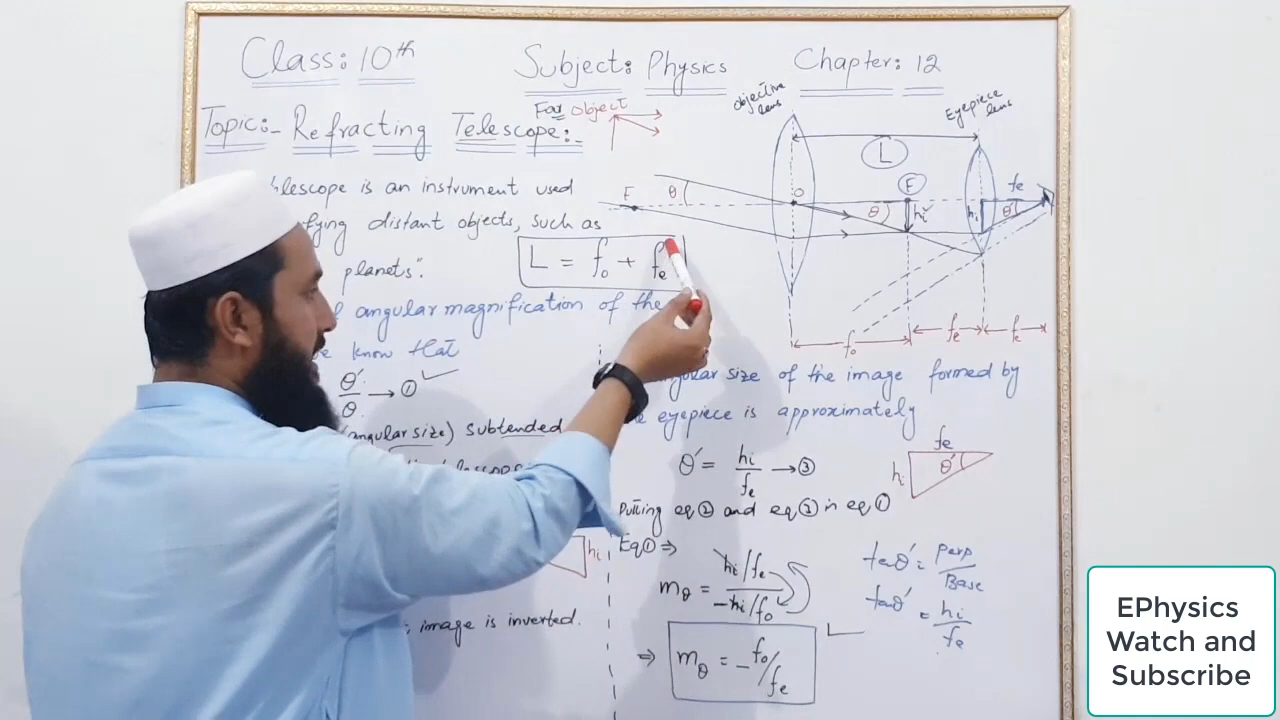 Class: 10th Subject: Physics Chapter: 12
Topic:- Refracting Telescope:-
Far Object
objective lens
Eyepiece lens
L
F
θ
O
θ
F
hi
hi
θ'
fe
telescope is an instrument used
distant objects, such as
planets".
L = fo + fe
angular magnification of the
know that
θ'/θ → ①
(angular size) subtended
hi
; image is inverted.
fo
fe
fe
size of the image formed by
eyepiece is approximately
θ' = hi/fe → ③
hi
fe
θ'
Putting eq ② and eq ③ in eq ①
Eq ① ⇒
mθ = hi/fe / -hi/fo
⇒ mθ = -fo/fe
tanθ' = Perp/Base
tanθ' = hi/fe
EPhysics
Watch and
Subscribe